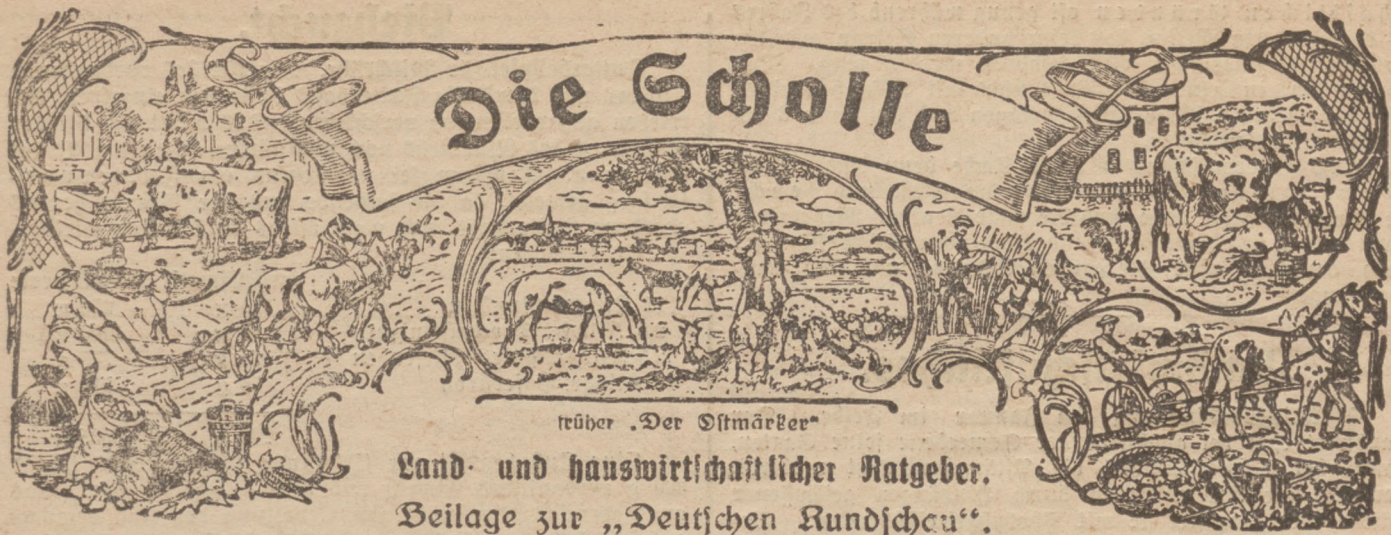 Die Scholle
früher „Der Ostmärker“
Land- und hauswirtschaftlicher Ratgeber.
Beilage zur „Deutschen Rundschau“.